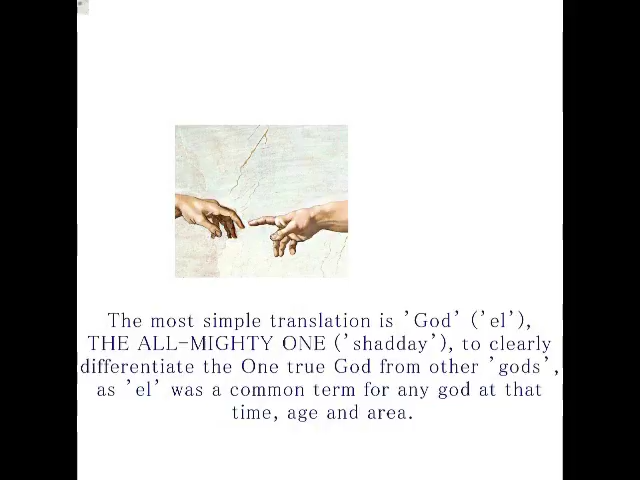 The most simple translation is 'God' ('el'),
THE ALL-MIGHTY ONE ('shadday'), to clearly
differentiate the One true God from other 'gods',
as 'el' was a common term for any god at that
time, age and area.